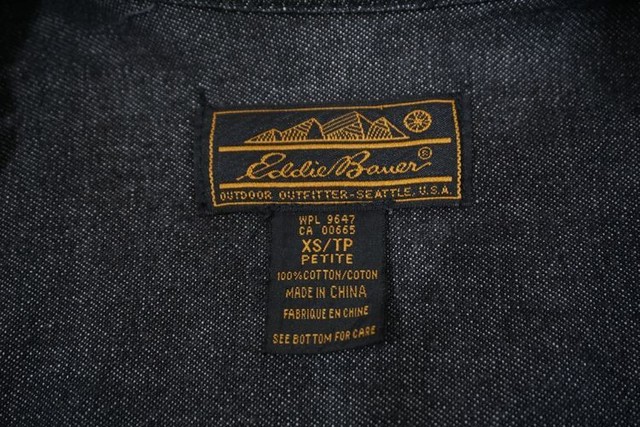 Eddie Bauer®
OUTDOOR OUTFITTER-SEATTLE, U.S.A.
WPL 9647
CA 00665
XS/TP
PETITE
100% COTTON/COTON
MADE IN CHINA
FABRIQUE EN CHINE
SEE BOTTOM FOR CARE